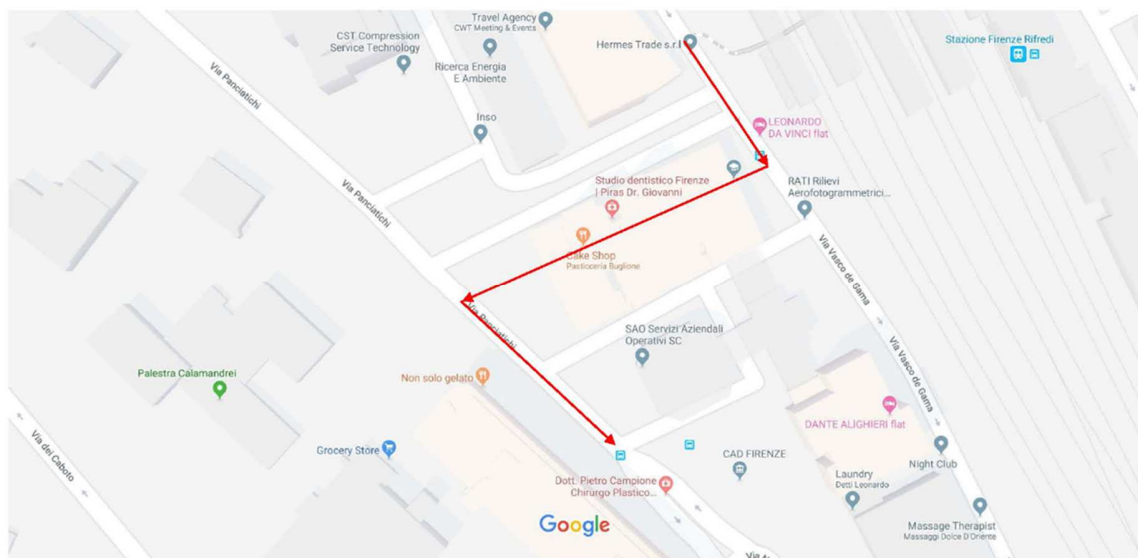 Travel Agency
CWT Meeting & Events
CST Compression
Service Technology
Hermes Trade s.r.l
Stazione Firenze Rifredi
Ricerca Energia
E Ambiente
Via Panciatichi
Inso
LEONARDO
DA VINCI flat
Via Panciatichi
Studio dentistico Firenze
| Piras Dr. Giovanni
RATI Rilievi
Aerofotogrammetrici...
Cake Shop
Pasticceria Buglione
Via Vasco de Gama
Via Panciatichi
SAO Servizi Aziendali
Operativi SC
Via Vasco de Gama
Palestra Calamandrei
Non solo gelato
DANTE ALIGHIERI flat
Via dei Caboto
Grocery Store
CAD FIRENZE
Night Club
Dott. Pietro Campione
Chirurgo Plastico...
Laundry
Detti Leonardo
Google
Massage Therapist
Massaggi Dolce D'Oriente